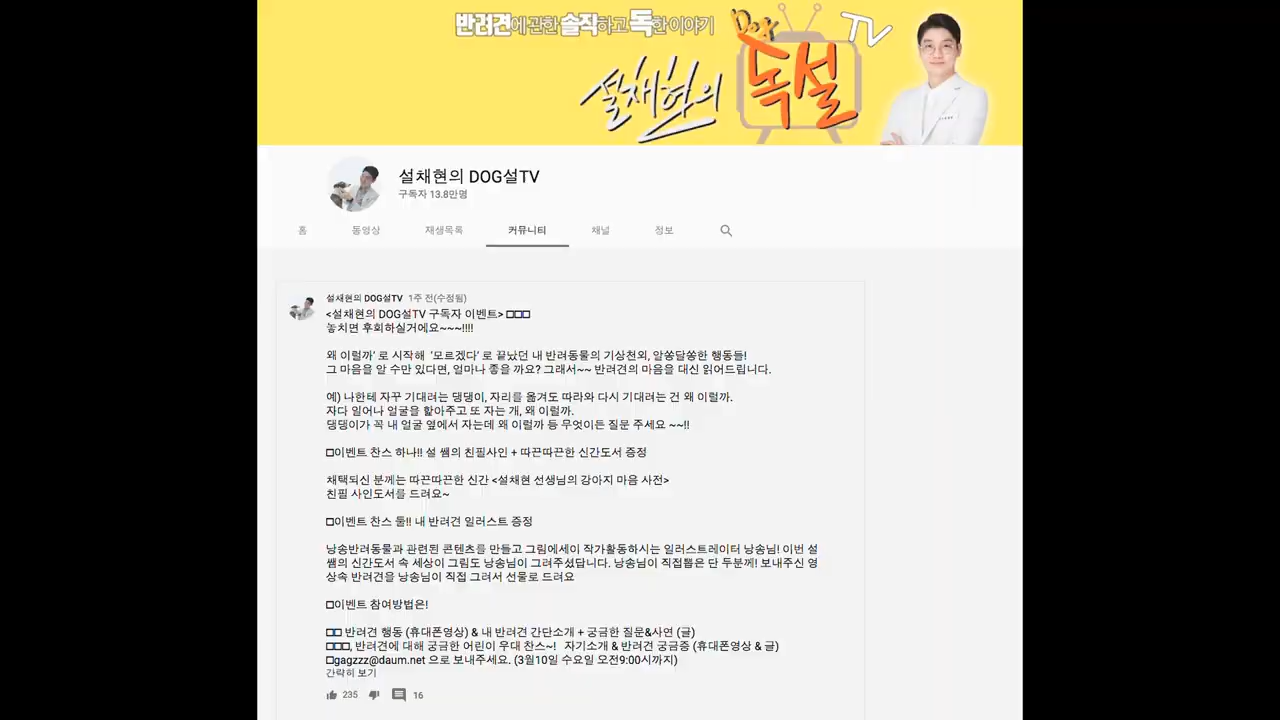 반려견에 관한 솔직하고 독한 이야기
Dog
TV
설채현의
독설
설채현의 DOG설TV
구독자 13.8만명
홈 동영상 재생목록 커뮤니티 채널 정보
설채현의 DOG설TV 1주 전(수정됨)
<설채현의 DOG설TV 구독자 이벤트> □□□
놓치면 후회하실거에요~~~!!!!
왜 이럴까' 로 시작해 '모르겠다' 로 끝났던 내 반려동물의 기상천외, 알쏭달쏭한 행동들!
그 마음을 알 수만 있다면, 얼마나 좋을 까요? 그래서~~ 반려견의 마음을 대신 읽어드립니다.
예) 나한테 자꾸 기대려는 댕댕이, 자리를 옮겨도 따라와 다시 기대려는 건 왜 이럴까.
자다 일어나 얼굴을 핥아주고 또 자는 개, 왜 이럴까.
댕댕이가 꼭 내 얼굴 옆에서 자는데 왜 이럴까 등 무엇이든 질문 주세요 ~~!!
□이벤트 찬스 하나!! 설 쌤의 친필사인 + 따끈따끈한 신간도서 증정
채택되신 분께는 따끈따끈한 신간 <설채현 선생님의 강아지 마음 사전>
친필 사인도서를 드려요~
□이벤트 찬스 둘!! 내 반려견 일러스트 증정
낭송반려동물과 관련된 콘텐츠를 만들고 그림에세이 작가활동하시는 일러스트레이터 낭송님! 이번 설
쌤의 신간도서 속 세상이 그림도 낭송님이 그려주셨답니다. 낭송님이 직접뽑은 단 두분께! 보내주신 영
상속 반려견을 낭송님이 직접 그려서 선물로 드려요
□이벤트 참여방법은!
□□ 반려견 행동 (휴대폰영상) & 내 반려견 간단소개 + 궁금한 질문&사연 (글)
□□□, 반려견에 대해 궁금한 어린이 우대 찬스~! 자기소개 & 반려견 궁금증 (휴대폰영상 & 글)
□gagzzz@daum.net 으로 보내주세요. (3월10일 수요일 오전9:00시까지)
간략히 보기
235 16